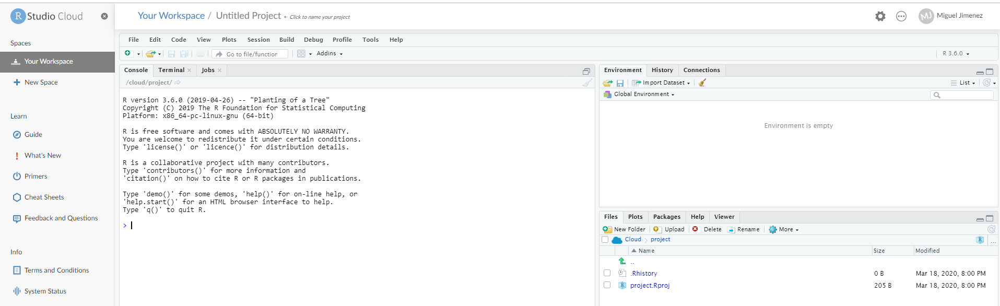 R Studio Cloud
Your Workspace / Untitled Project ← Click to name your project
MJ Miguel Jimenez
Spaces
Your Workspace
New Space
Learn
Guide
What's New
Primers
Cheat Sheets
Feedback and Questions
Info
Terms and Conditions
System Status
File Edit Code View Plots Session Build Debug Profile Tools Help
Go to file/function Addins R 3.6.0
Console Terminal Jobs
/cloud/project/
R version 3.6.0 (2019-04-26) -- "Planting of a Tree"
Copyright (C) 2019 The R Foundation for Statistical Computing
Platform: x86_64-pc-linux-gnu (64-bit)
R is free software and comes with ABSOLUTELY NO WARRANTY.
You are welcome to redistribute it under certain conditions.
Type 'license()' or 'licence()' for distribution details.
R is a collaborative project with many contributors.
Type 'contributors()' for more information and
'citation()' on how to cite R or R packages in publications.
Type 'demo()' for some demos, 'help()' for on-line help, or
'help.start()' for an HTML browser interface to help.
Type 'q()' to quit R.
>
Environment History Connections
Import Dataset List
Global Environment
Environment is empty
Files Plots Packages Help Viewer
New Folder Upload Delete Rename More
Cloud project R ...
Name Size Modified
..
.Rhistory 0 B Mar 18, 2020, 8:00 PM
R project.Rproj 205 B Mar 18, 2020, 8:00 PM